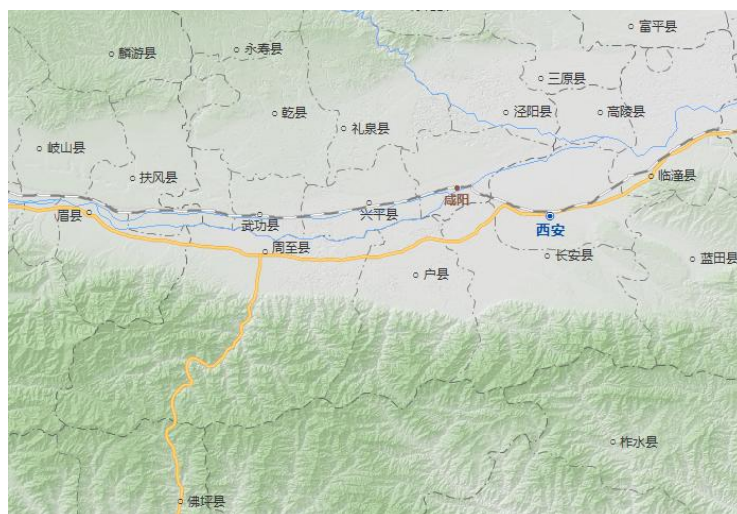 富平县
麟游县
永寿县
三原县
乾县
泾阳县
高陵县
礼泉县
岐山县
扶风县
临潼县
咸阳
眉县
武功县
兴平县
西安
周至县
长安县
蓝田县
户县
柞水县
佛坪县